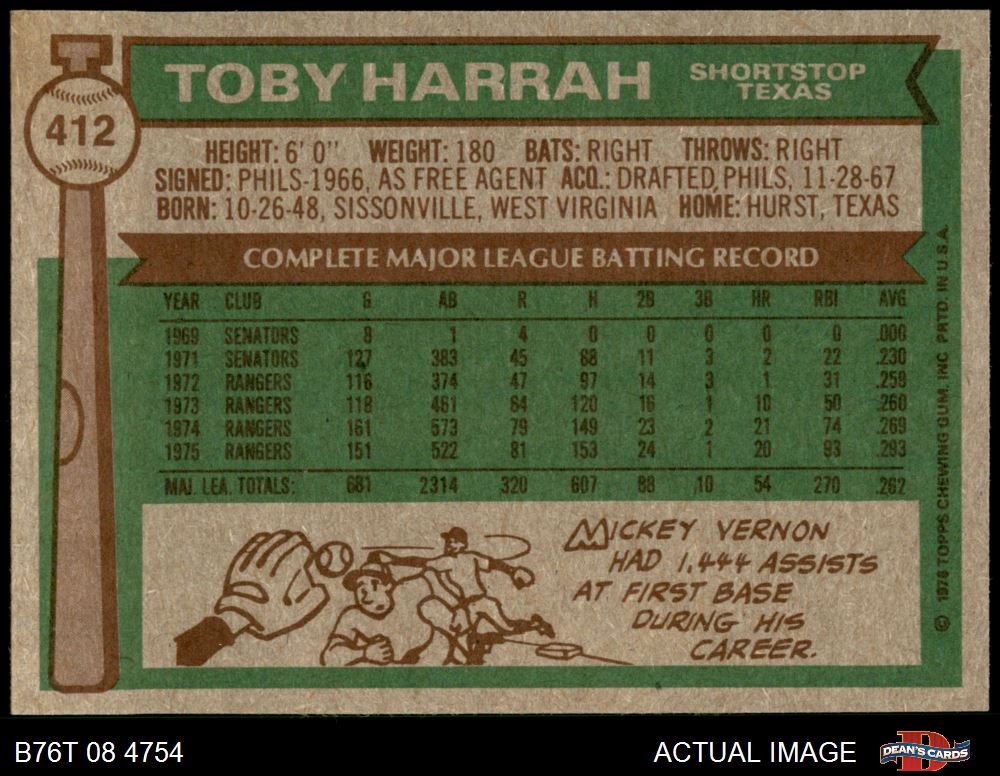 412
TOBY HARRAH SHORTSTOP
TEXAS
HEIGHT: 6' 0" WEIGHT: 180 BATS: RIGHT THROWS: RIGHT
SIGNED: PHILS-1966, AS FREE AGENT ACQ.: DRAFTED, PHILS, 11-28-67
BORN: 10-26-48, SISSONVILLE, WEST VIRGINIA HOME: HURST, TEXAS
COMPLETE MAJOR LEAGUE BATTING RECORD
YEAR CLUB G AB R H 2B 3B HR RBI AVG
1969 SENATORS 8 1 4 0 0 0 0 0 .000
1971 SENATORS 127 383 45 88 11 3 2 22 .230
1972 RANGERS 116 374 47 97 14 3 1 31 .259
1973 RANGERS 118 461 64 120 16 1 10 50 .260
1974 RANGERS 161 573 79 149 23 2 21 74 .269
1975 RANGERS 151 522 81 153 24 1 20 93 .293
MAJ. LEA. TOTALS: 681 2314 320 607 88 10 54 270 .262
MICKEY VERNON
HAD 1,444 ASSISTS
AT FIRST BASE
DURING HIS
CAREER.
© 1976 TOPPS CHEWING GUM, INC. PRTD. IN U.S.A.
B76T 08 4754 ACTUAL IMAGE DEAN'S CARDS